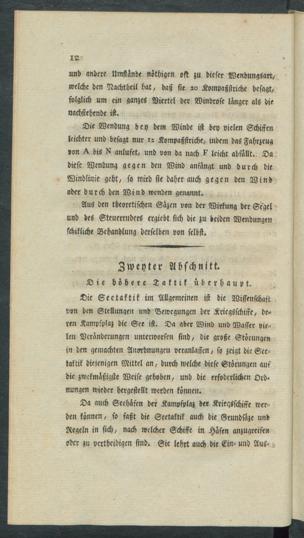 12
und andere Umstände nöthigen oft zu dieser Wendungsart,
welche den Nachtheil hat, daß sie 20 Kompaßstriche besagt,
folglich um ein ganzes Viertel der Windrose länger als die
nachstehende ist.
Die Wendung bey dem Winde ist bey vielen Schiffen
leichter und besagt nur 12 Kompaßstriche, indem das Fahrzeug
von A bis N anluset, und von da nach F leicht abfällt. Da
diese Wendung gegen den Wind anfängt und durch die
Windlinie geht, so wird sie daher auch gegen den Wind
oder durch den Wind wenden genannt.
Aus den theoretischen Säzen von der Wirkung der Segel
und des Steuerruders ergiebt sich die zu beiden Wendungen
schikliche Behandlung derselben von selbst.
Zweyter Abschnitt.
Die höhere Taktik überhaupt.
Die Seetaktik im Allgemeinen ist die Wissenschaft
von den Stellungen und Bewegungen der Kriegsschiffe, de-
ren Kampfplaz die See ist. Da aber Wind und Wasser vie-
len Veränderungen unterworfen sind, die große Störungen
in den gemachten Anordnungen veranlassen, so zeigt die See-
taktik diejenigen Mittel an, durch welche diese Störungen auf
die zwekmäßigste Weise gehoben, und die erforderlichen Ord-
nungen wieder hergestellt werden können.
Da auch Seehäfen der Kampfplaz der Kriegsschiffe wer-
den können, so faßt die Seetaktik auch die Grundsäze und
Regeln in sich, nach welcher Schiffe in Häfen anzugreifen
oder zu vertheidigen sind. Sie lehrt auch die Ein- und Aus-